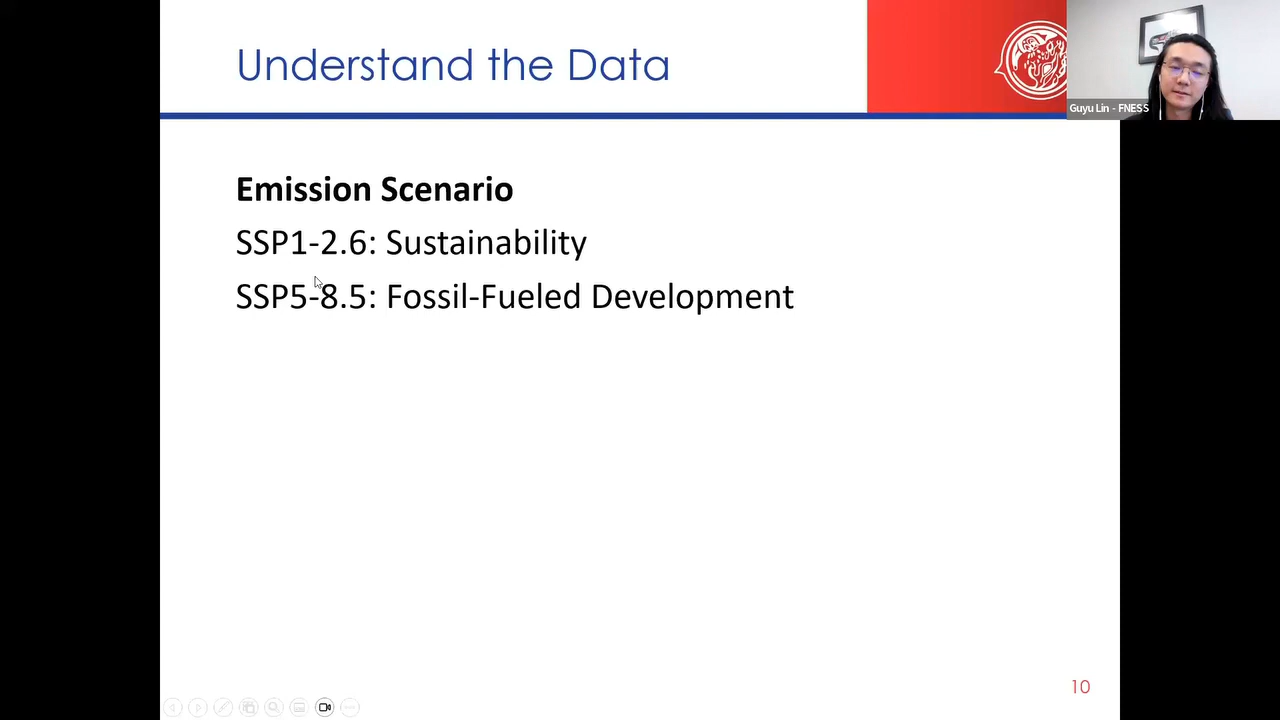 Understand the Data
Guyu Lin - FNESS
Emission Scenario
SSP1-2.6: Sustainability
SSP5-8.5: Fossil-Fueled Development
10